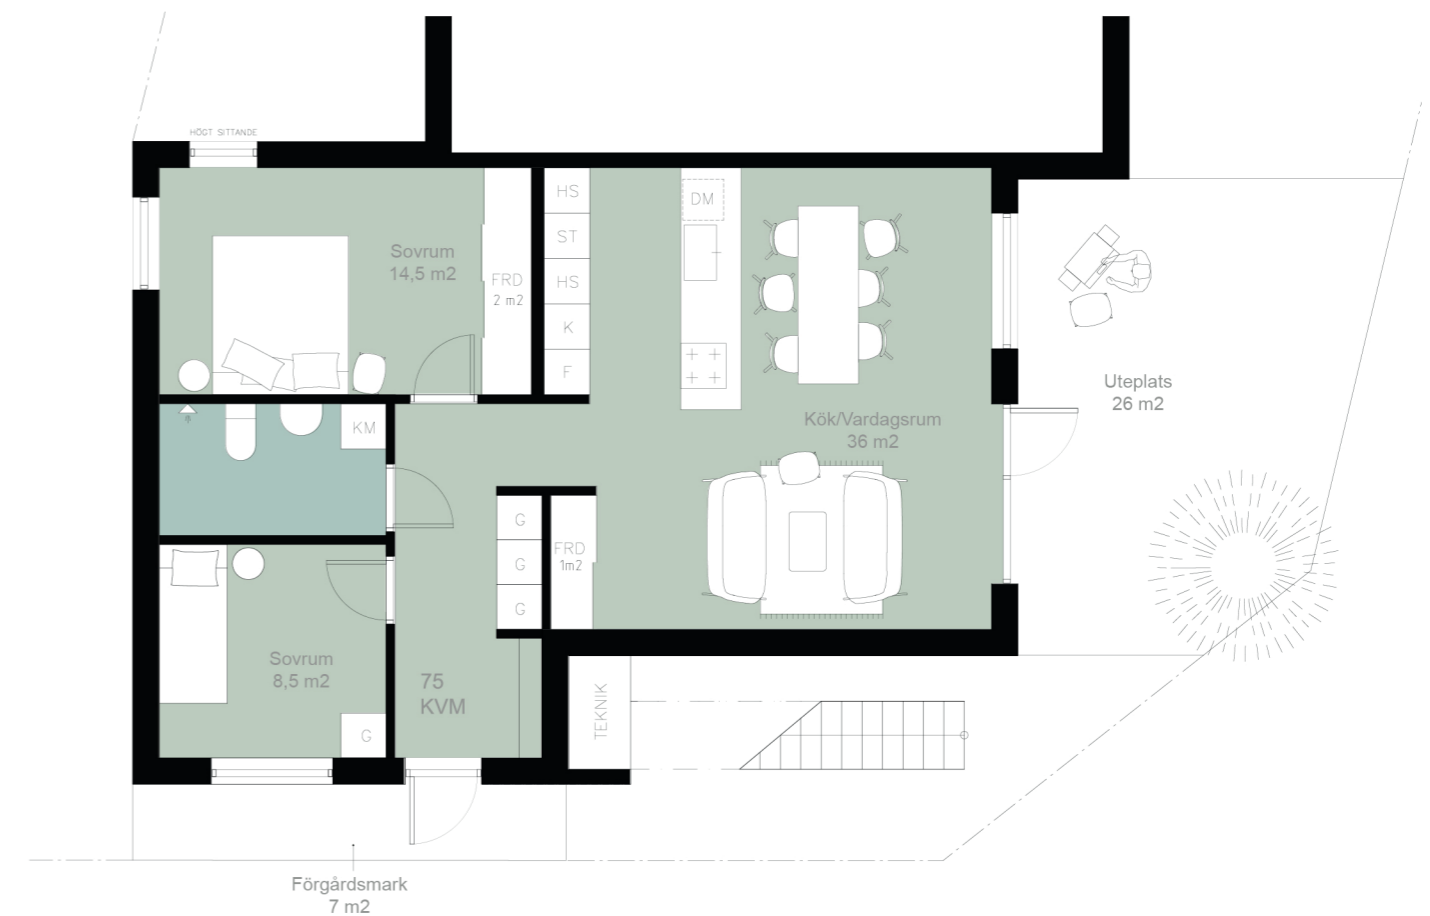 HÖGT SITTANDE
HS
DM
ST
Sovrum
14,5 m2
FRD
2 m2
HS
K
F
Uteplats
26 m2
KM
Kök/Vardagsrum
36 m2
G
FRD
1m2
G
G
Sovrum
8,5 m2
75
KVM
TEKNIK
G
Förgårdsmark
7 m2